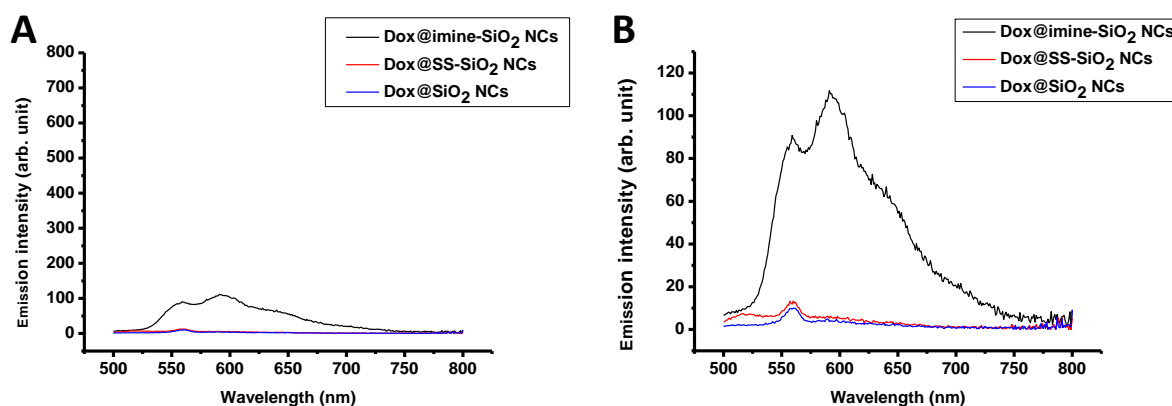 A
Dox@imine-SiO2 NCs
Dox@SS-SiO2 NCs
Dox@SiO2 NCs
Emission intensity (arb. unit)
800
700
600
500
400
300
200
100
0
500 550 600 650 700 750 800
Wavelength (nm)
B
Dox@imine-SiO2 NCs
Dox@SS-SiO2 NCs
Dox@SiO2 NCs
Emission intensity (arb. unit)
120
100
80
60
40
20
0
500 550 600 650 700 750 800
Wavelength (nm)